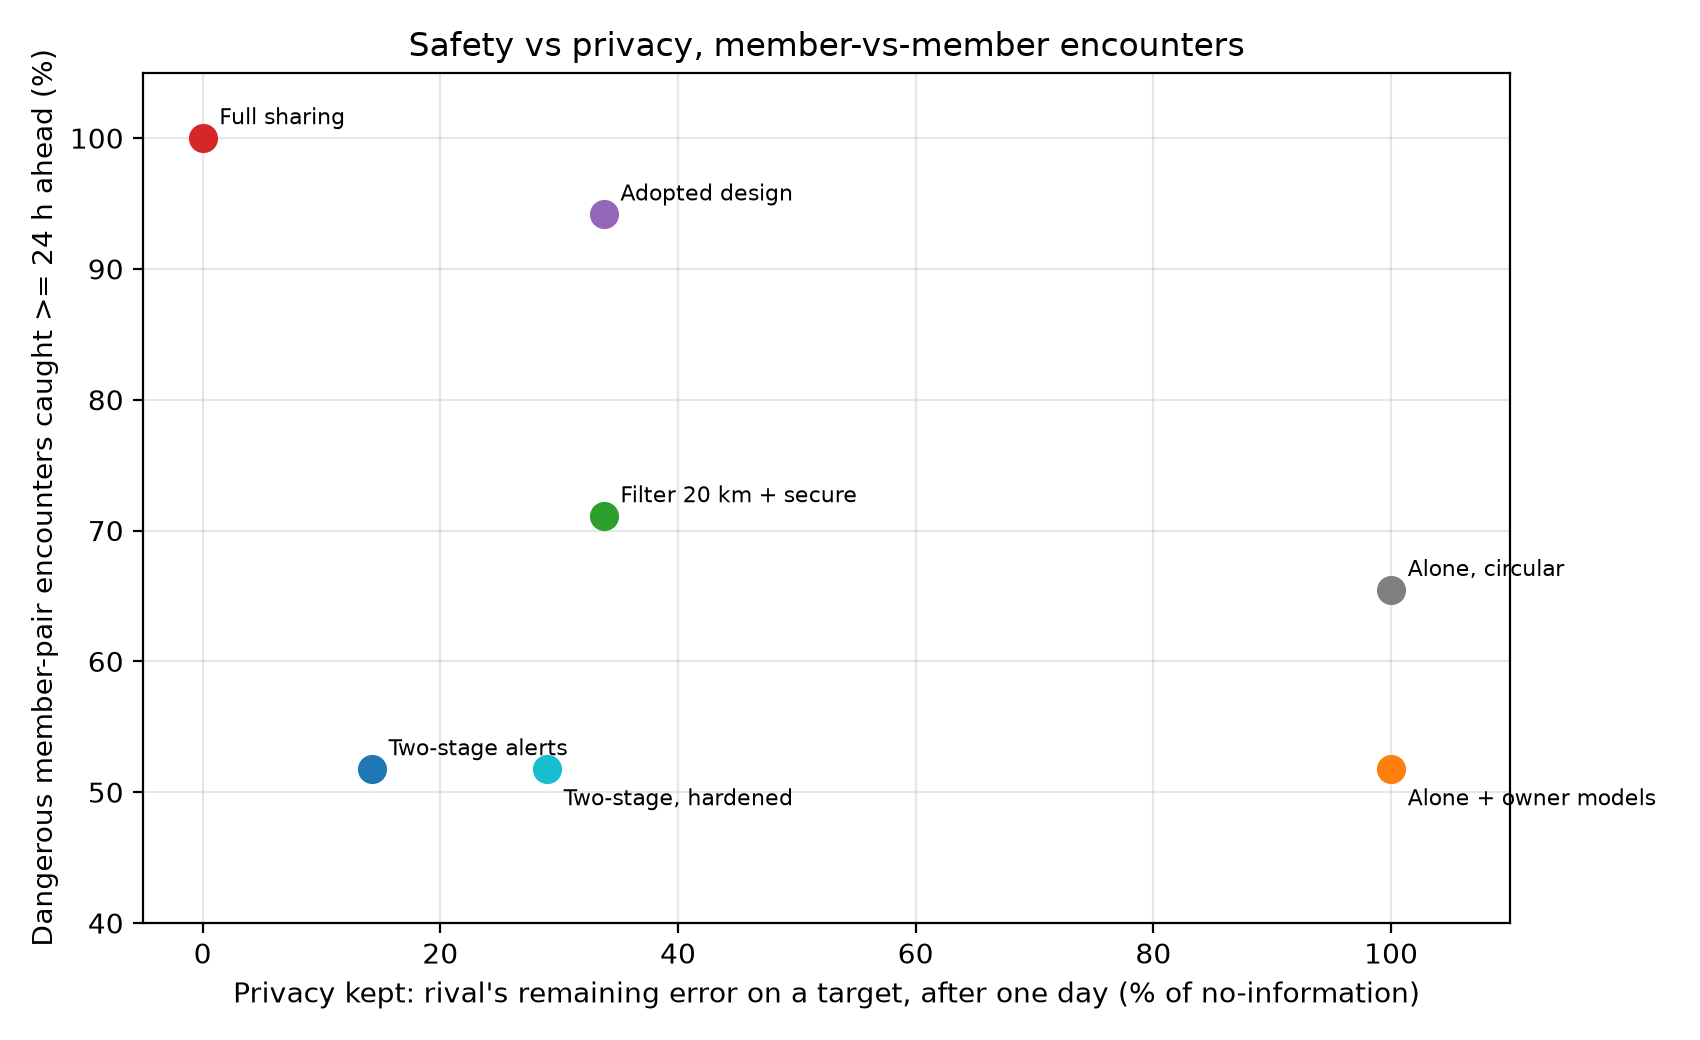 Safety vs privacy, member-vs-member encounters
Dangerous member-pair encounters caught >= 24 h ahead (%)
100
90
80
70
60
50
40
Full sharing
Adopted design
Filter 20 km + secure
Alone, circular
Two-stage alerts
Two-stage, hardened
Alone + owner models
0
20
40
60
80
100
Privacy kept: rival's remaining error on a target, after one day (% of no-information)